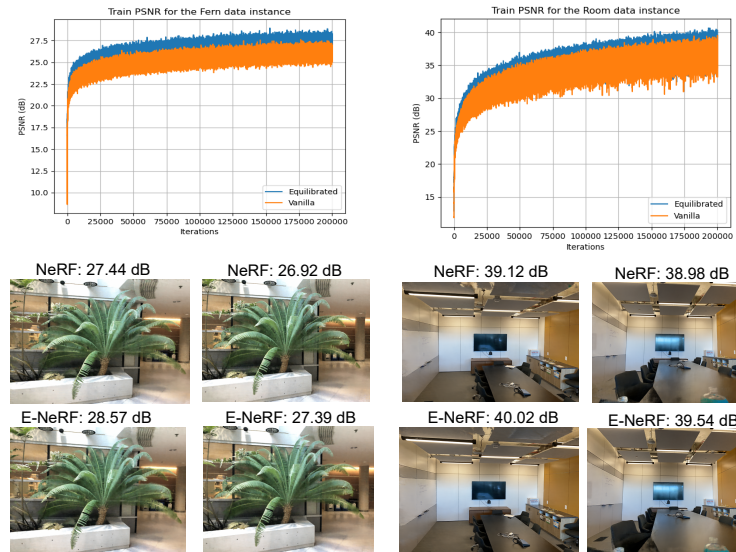 Train PSNR for the Fern data instance
PSNR (dB)
27.5
25.0
22.5
20.0
17.5
15.0
12.5
10.0
Equilibrated
Vanilla
0 25000 50000 75000 100000 125000 150000 175000 200000
Iterations
Train PSNR for the Room data instance
PSNR (dB)
40
35
30
25
20
15
Equilibrated
Vanilla
0 25000 50000 75000 100000 125000 150000 175000 200000
Iterations
NeRF: 27.44 dB
NeRF: 26.92 dB
NeRF: 39.12 dB
NeRF: 38.98 dB
E-NeRF: 28.57 dB
E-NeRF: 27.39 dB
E-NeRF: 40.02 dB
E-NeRF: 39.54 dB